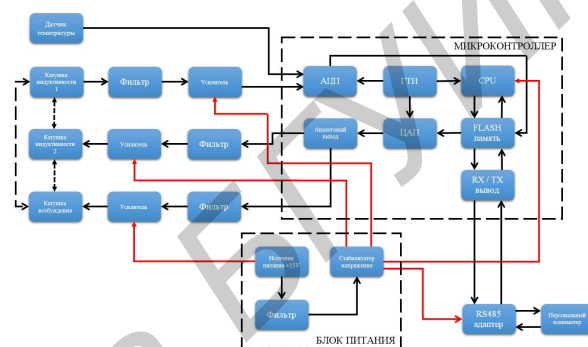 Датчик
температуры
МИКРОКОНТРОЛЛЕР
Катушка
индуктивности
1
Фильтр
Усилитель
АЦП
ГТИ
CPU
Катушка
индуктивности
2
Усилитель
Фильтр
Аналоговый
выход
ЦАП
FLASH
память
RX / TX
вывод
Катушка
возбуждения
Усилитель
Фильтр
Источник
питания +15V
Стабилизатор
напряжения
Фильтр
RS485
адаптер
Персональный
компьютер
БЛОК ПИТАНИЯ
БГУИ